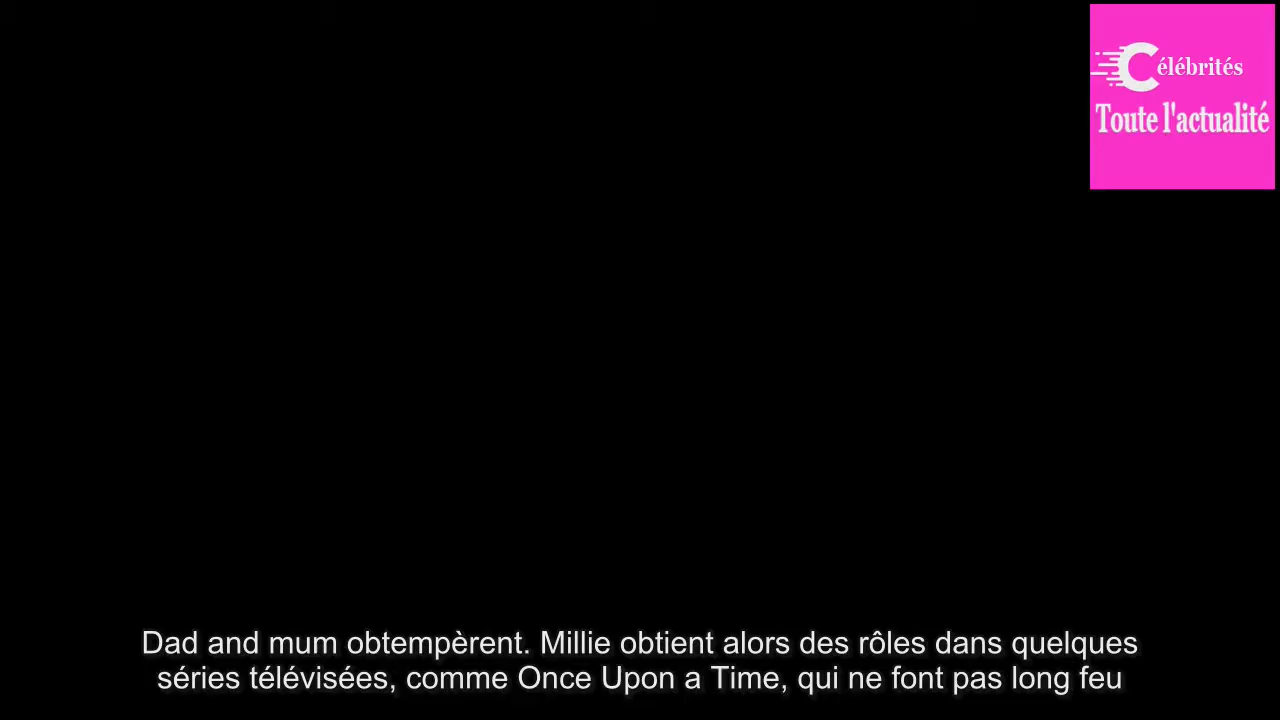 Célébrités
Toute l'actualité
Dad and mum obtempèrent. Millie obtient alors des rôles dans quelques
séries télévisées, comme Once Upon a Time, qui ne font pas long feu